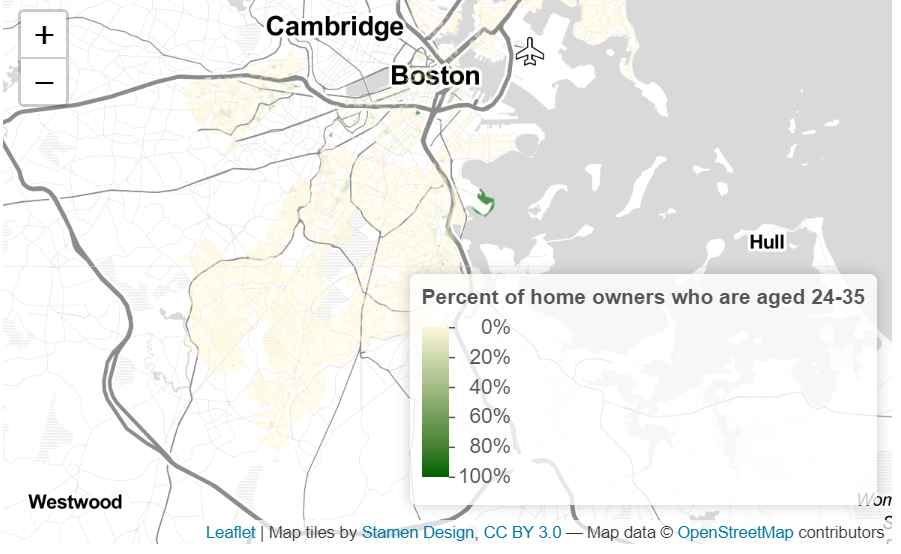 +
−
Cambridge
Boston
Hull
Percent of home owners who are aged 24-35
0%
20%
40%
60%
80%
100%
Westwood
Leaflet | Map tiles by Stamen Design, CC BY 3.0 — Map data © OpenStreetMap contributors